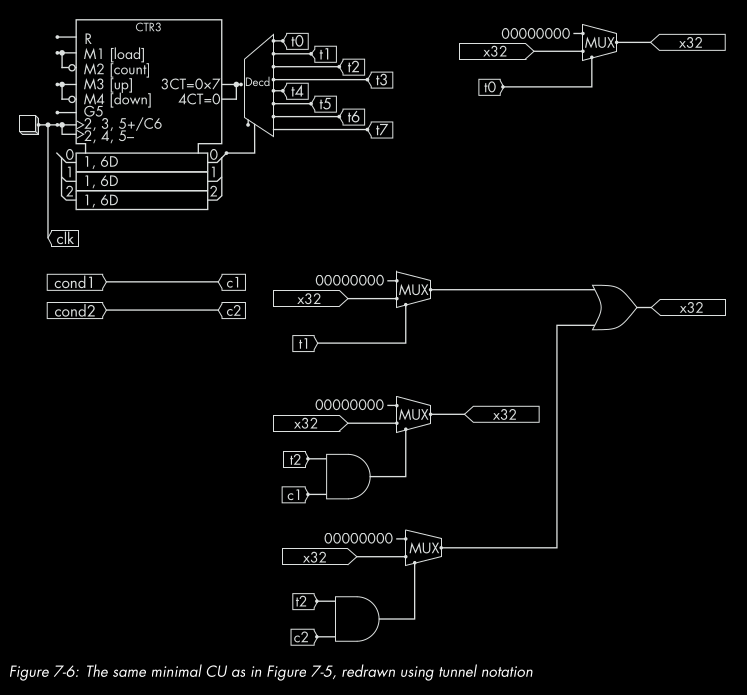 CTR3
R
M1 [load]
M2 [count]
M3 [up]
M4 [down]
G5
2, 3, 5+/C6
2, 4, 5–
3CT=0x7
4CT=0
0
1, 6D
0
1
1, 6D
1
2
1, 6D
2
Decd
t0
t1
t2
t3
t4
t5
t6
t7
clk
00000000
x32
MUX
x32
t0
cond1
c1
cond2
c2
00000000
x32
MUX
t1
x32
00000000
x32
MUX
x32
t2
c1
00000000
x32
MUX
t2
c2
Figure 7-6: The same minimal CU as in Figure 7-5, redrawn using tunnel notation